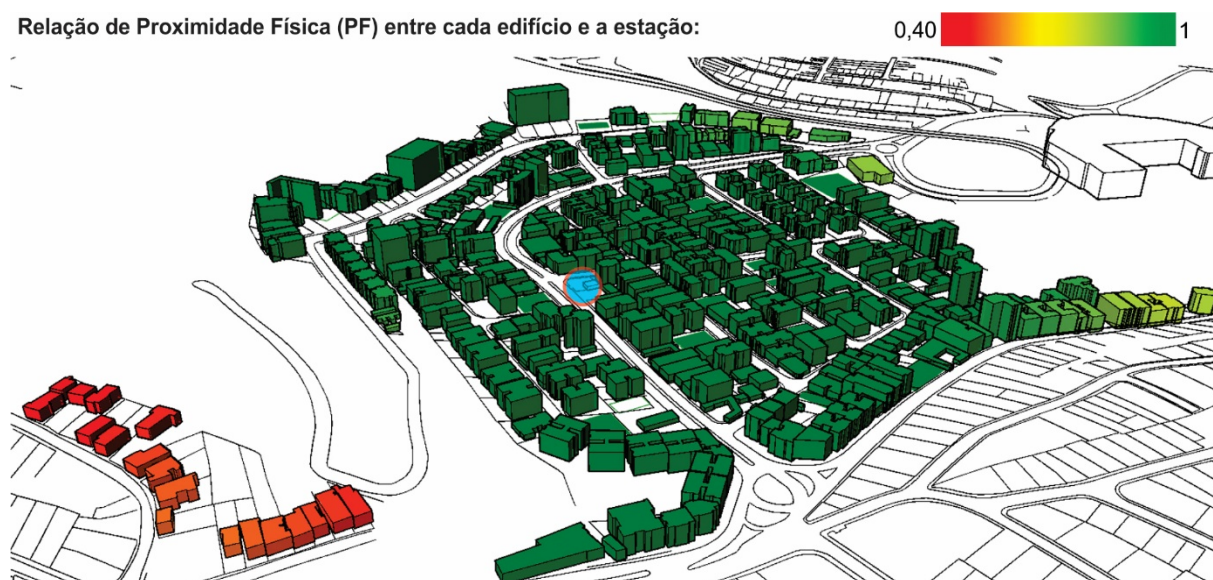 Relação de Proximidade Física (PF) entre cada edifício e a estação:
0,40 1